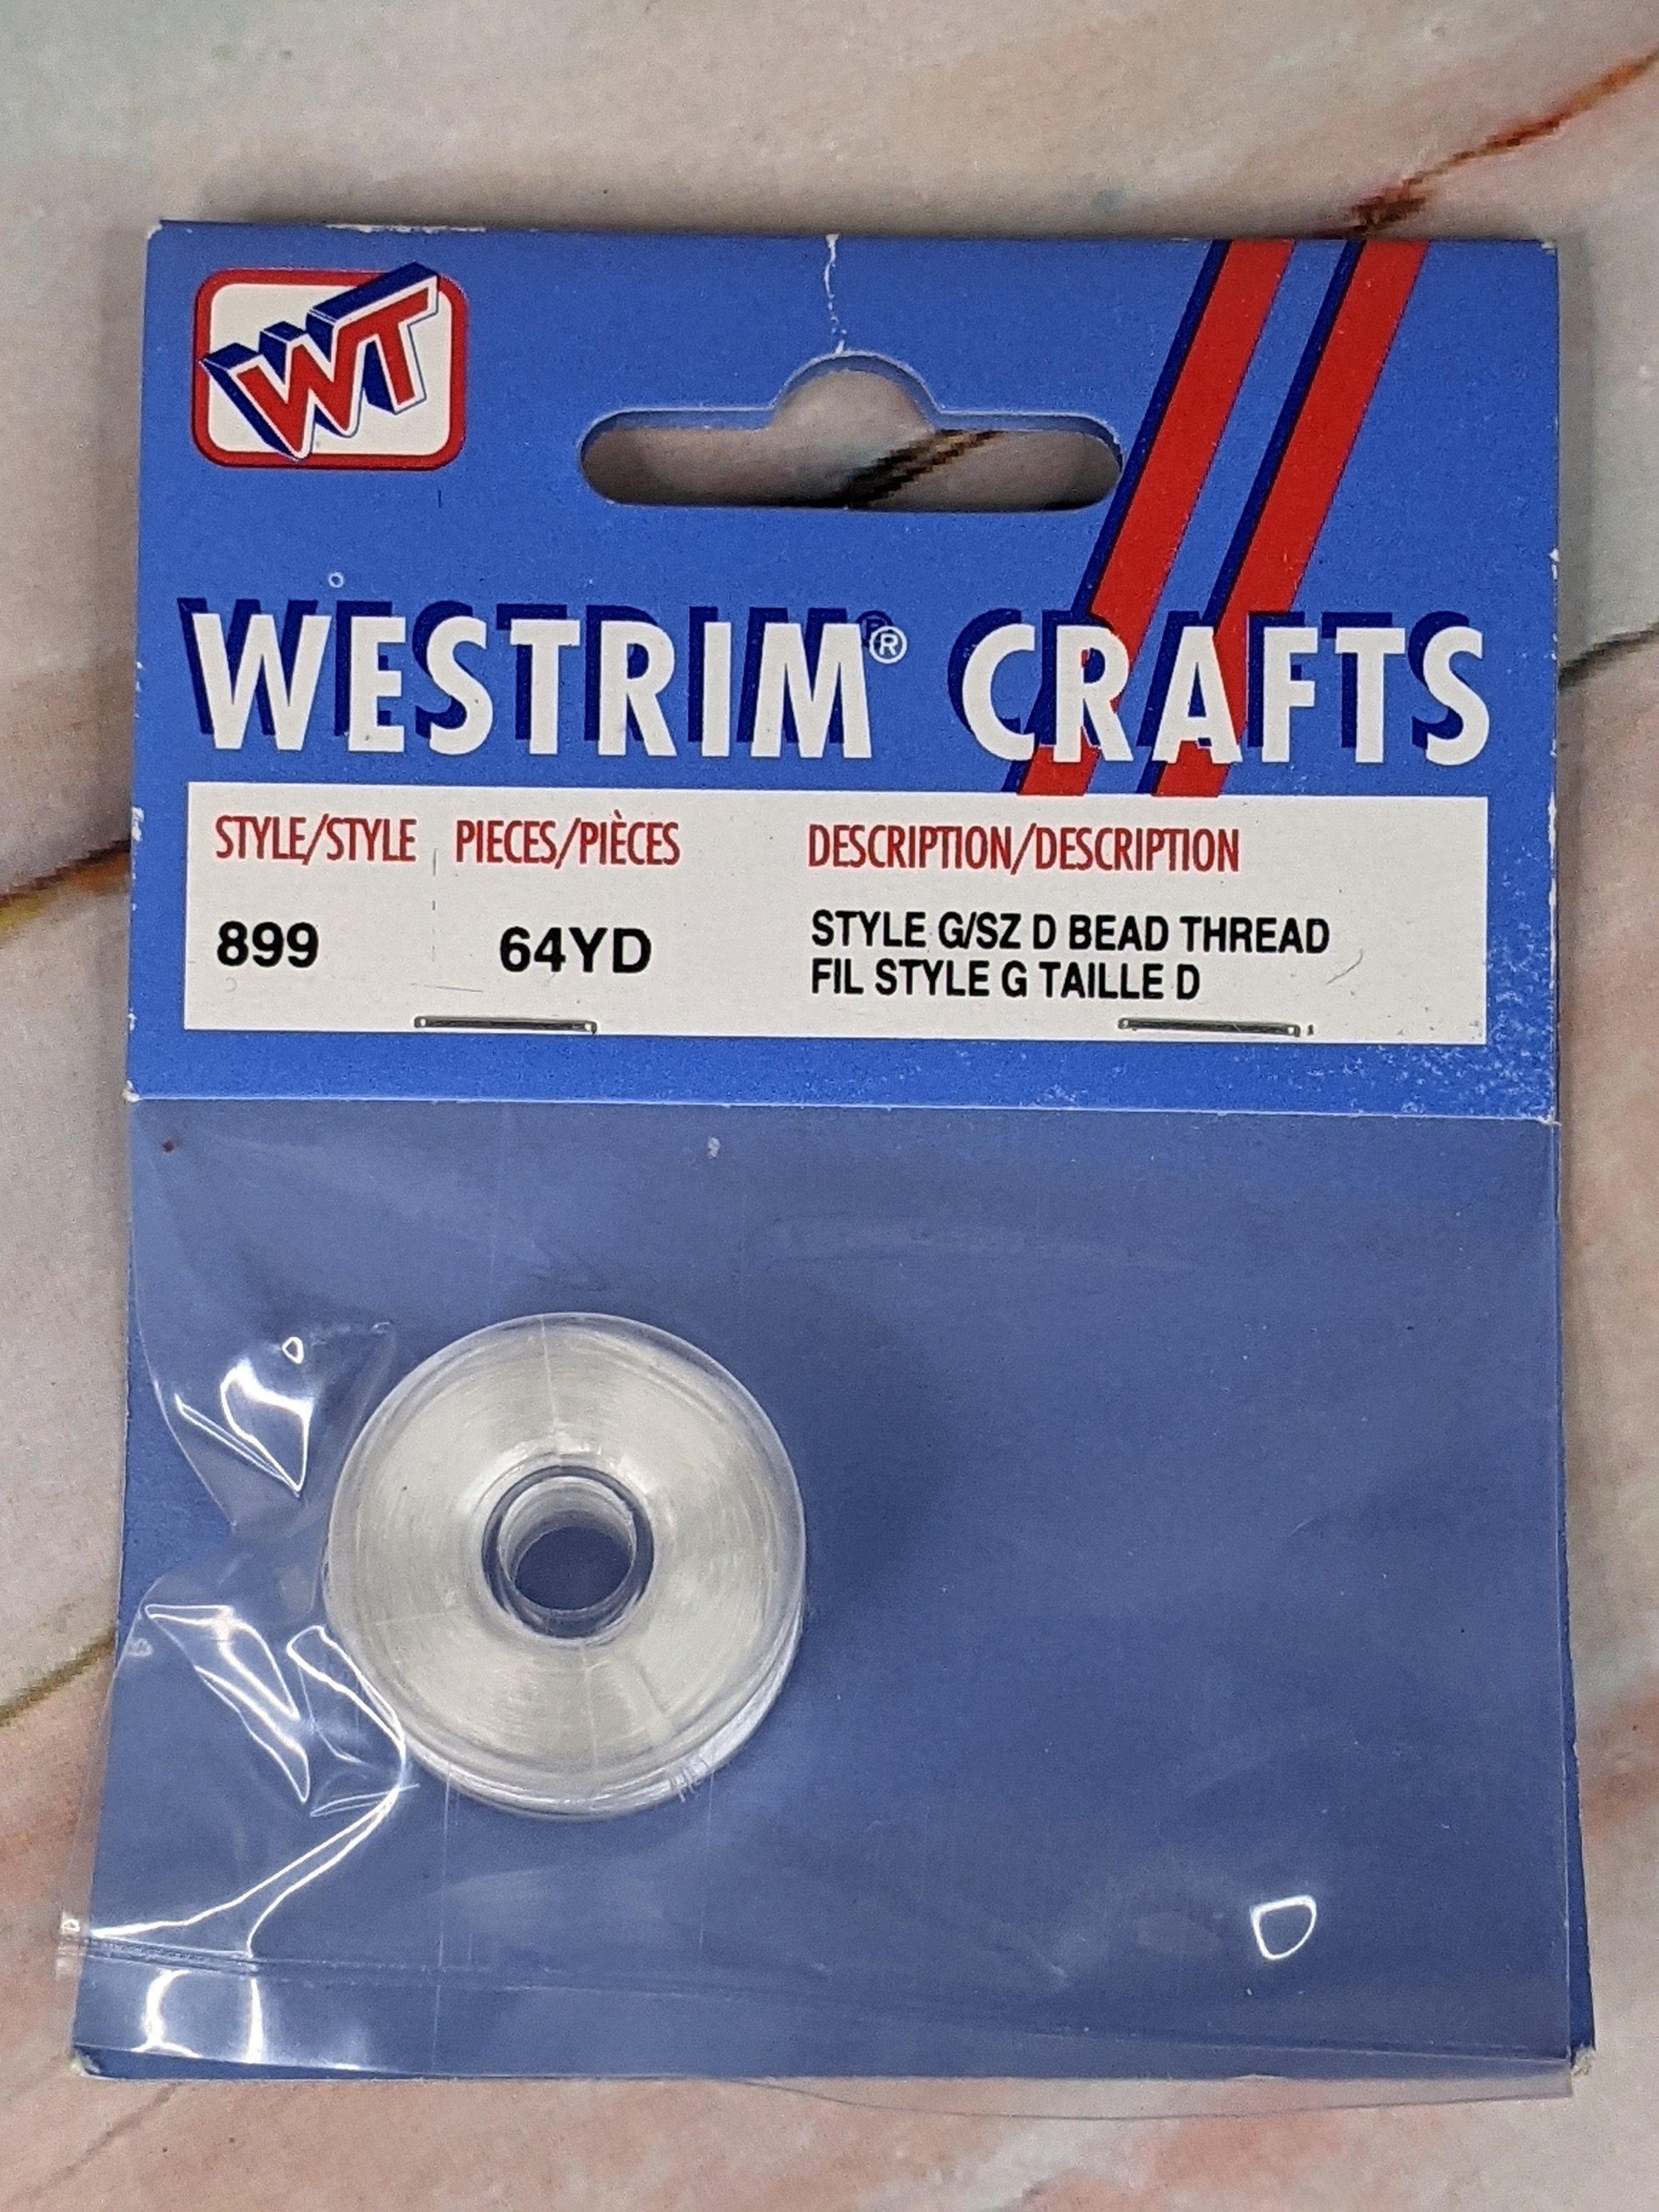 WT
WESTRIM® CRAFTS
STYLE/STYLE PIECES/PIÈCES DESCRIPTION/DESCRIPTION
899 64YD STYLE G/SZ D BEAD THREAD
FIL STYLE G TAILLE D